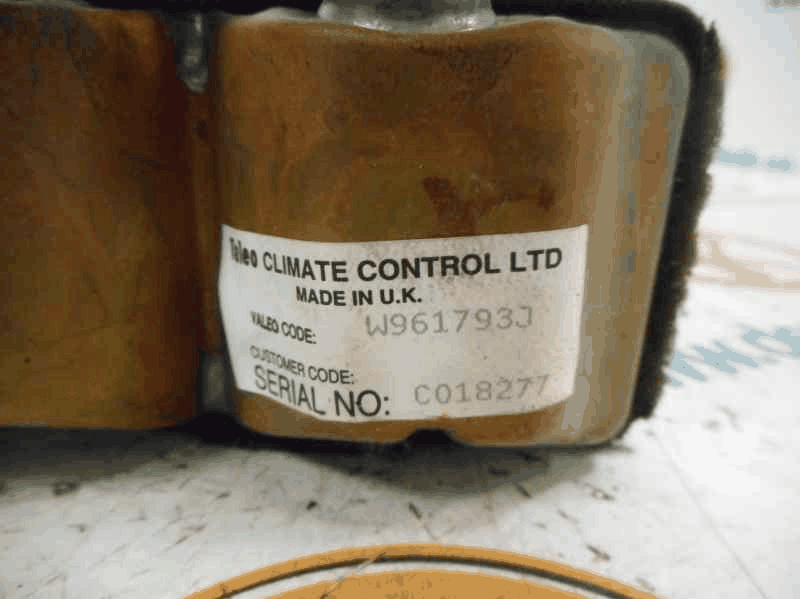 Valeo CLIMATE CONTROL LTD
MADE IN U.K.
VALEO CODE: W961793J
CUSTOMER CODE:
SERIAL NO: C018277